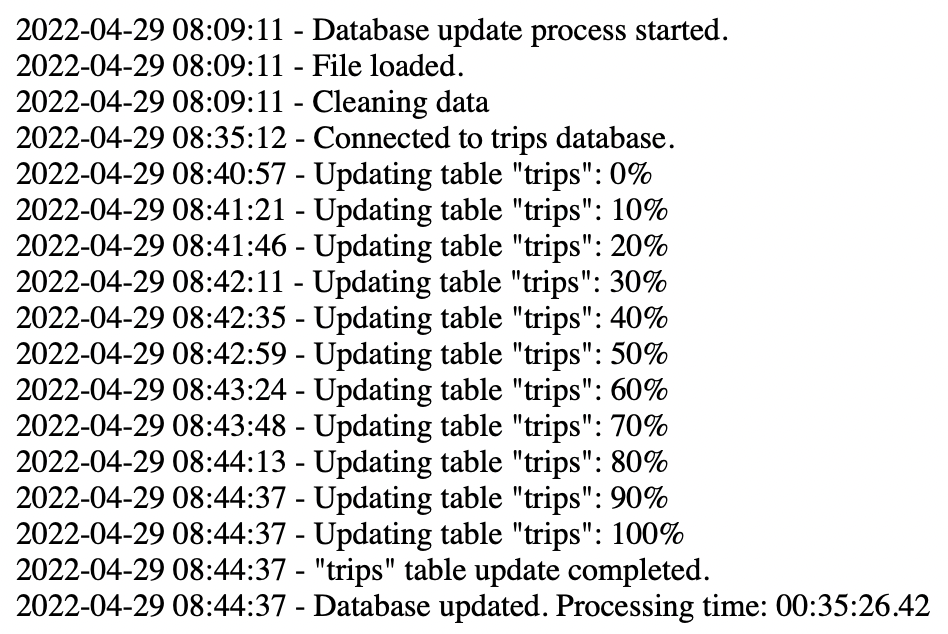 2022-04-29 08:09:11 - Database update process started.
2022-04-29 08:09:11 - File loaded.
2022-04-29 08:09:11 - Cleaning data
2022-04-29 08:35:12 - Connected to trips database.
2022-04-29 08:40:57 - Updating table "trips": 0%
2022-04-29 08:41:21 - Updating table "trips": 10%
2022-04-29 08:41:46 - Updating table "trips": 20%
2022-04-29 08:42:11 - Updating table "trips": 30%
2022-04-29 08:42:35 - Updating table "trips": 40%
2022-04-29 08:42:59 - Updating table "trips": 50%
2022-04-29 08:43:24 - Updating table "trips": 60%
2022-04-29 08:43:48 - Updating table "trips": 70%
2022-04-29 08:44:13 - Updating table "trips": 80%
2022-04-29 08:44:37 - Updating table "trips": 90%
2022-04-29 08:44:37 - Updating table "trips": 100%
2022-04-29 08:44:37 - "trips" table update completed.
2022-04-29 08:44:37 - Database updated. Processing time: 00:35:26.42